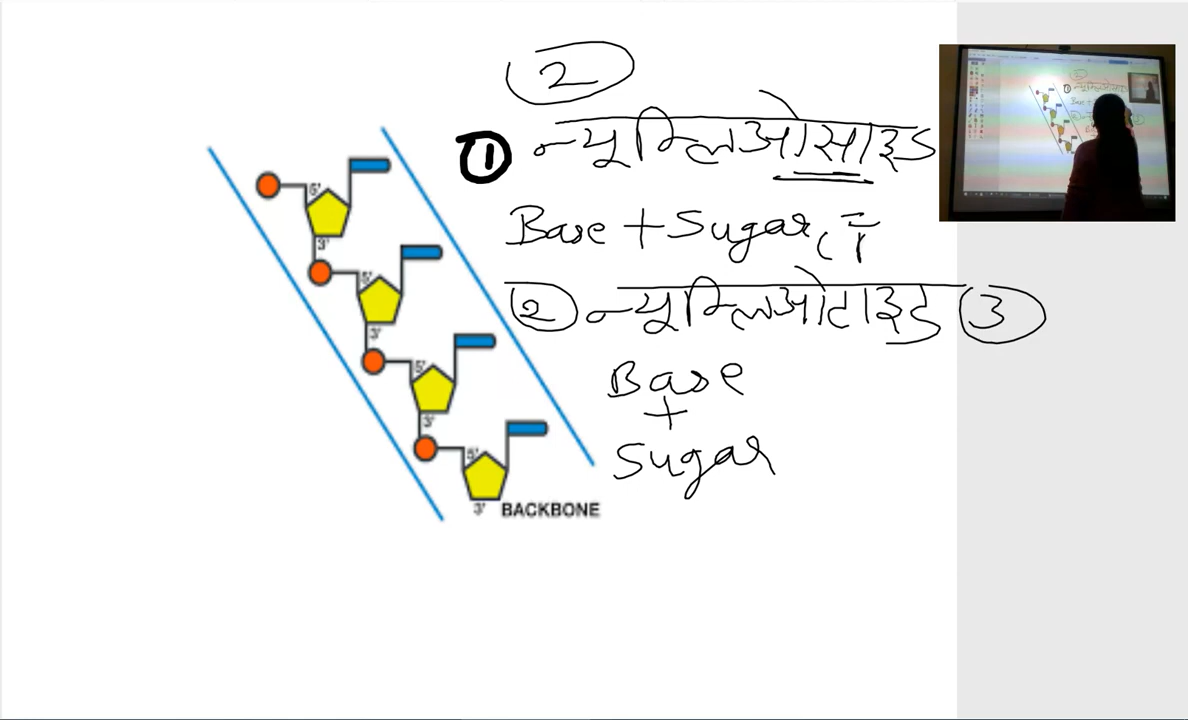 2
① न्यूक्लिओसाइड
Base + Sugar
② न्यूक्लिओटाइड ③
Base
+
Sugar
5'
3'
5'
3'
5'
3'
5'
3' BACKBONE